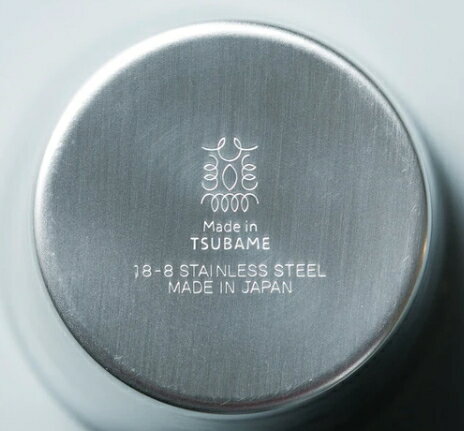 Made in
TSUBAME
18-8 STAINLESS STEEL
MADE IN JAPAN